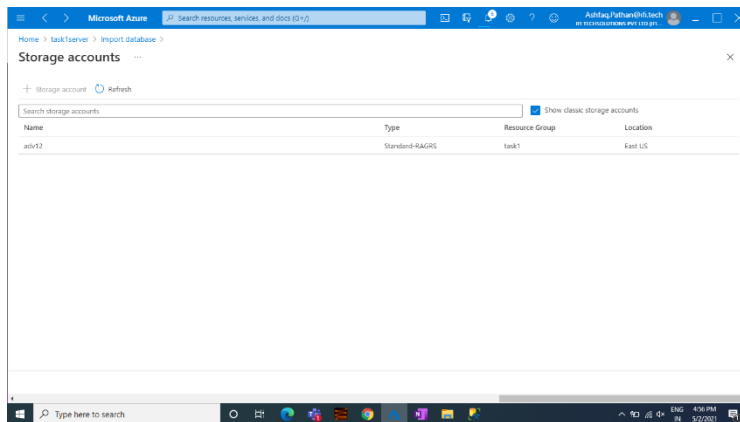 Microsoft Azure
Search resources, services, and docs (G+/)
Ashfaq.Pathan@rifi.tech
Home > task1server > Import database >
Storage accounts ...
+ Storage account Refresh
Search storage accounts
Show classic storage accounts
Name Type Resource Group Location
adv12 Standard-RAGRS task1 East US
Type here to search
ENG 4:56 PM
IN 5/2/2021